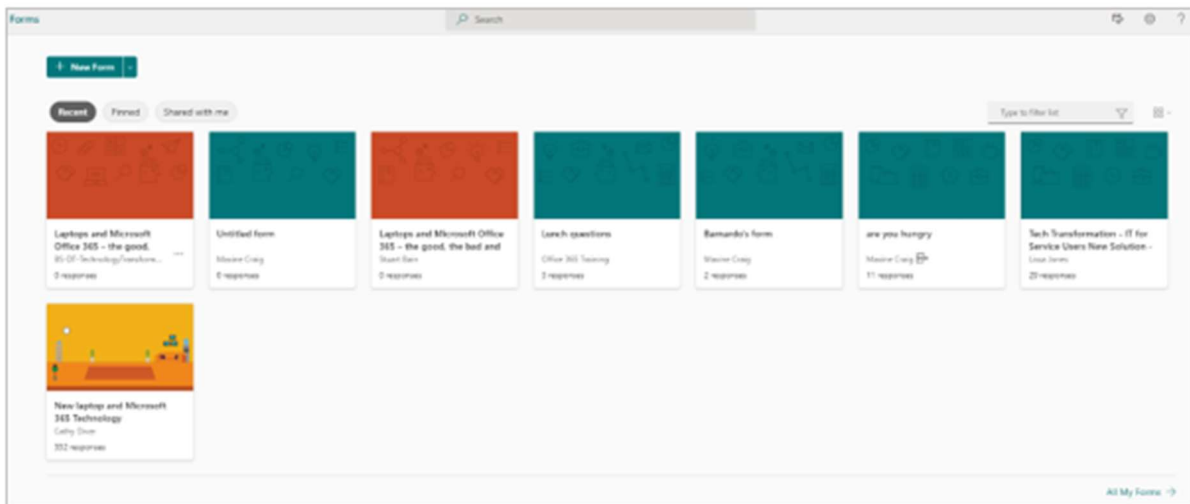 Forms
Search
?
+ New Form
Recent
Pinned
Shared with me
Type to filter list
Laptops and Microsoft
Office 365 – the good,
...
0 responses
Untitled form
Maxine Craig
0 responses
Laptops and Microsoft Office
365 – the good, the bad and
Stuart Bain
0 responses
Lunch questions
Office 365 Training
3 responses
Barnardo's form
Maxine Craig
2 responses
are you hungry
Maxine Craig
11 responses
Tech Transformation – IT for
Service Users New Solution –
Lissa Jones
responses
New laptop and Microsoft
365 Technology
Cathy
responses
All My Forms →